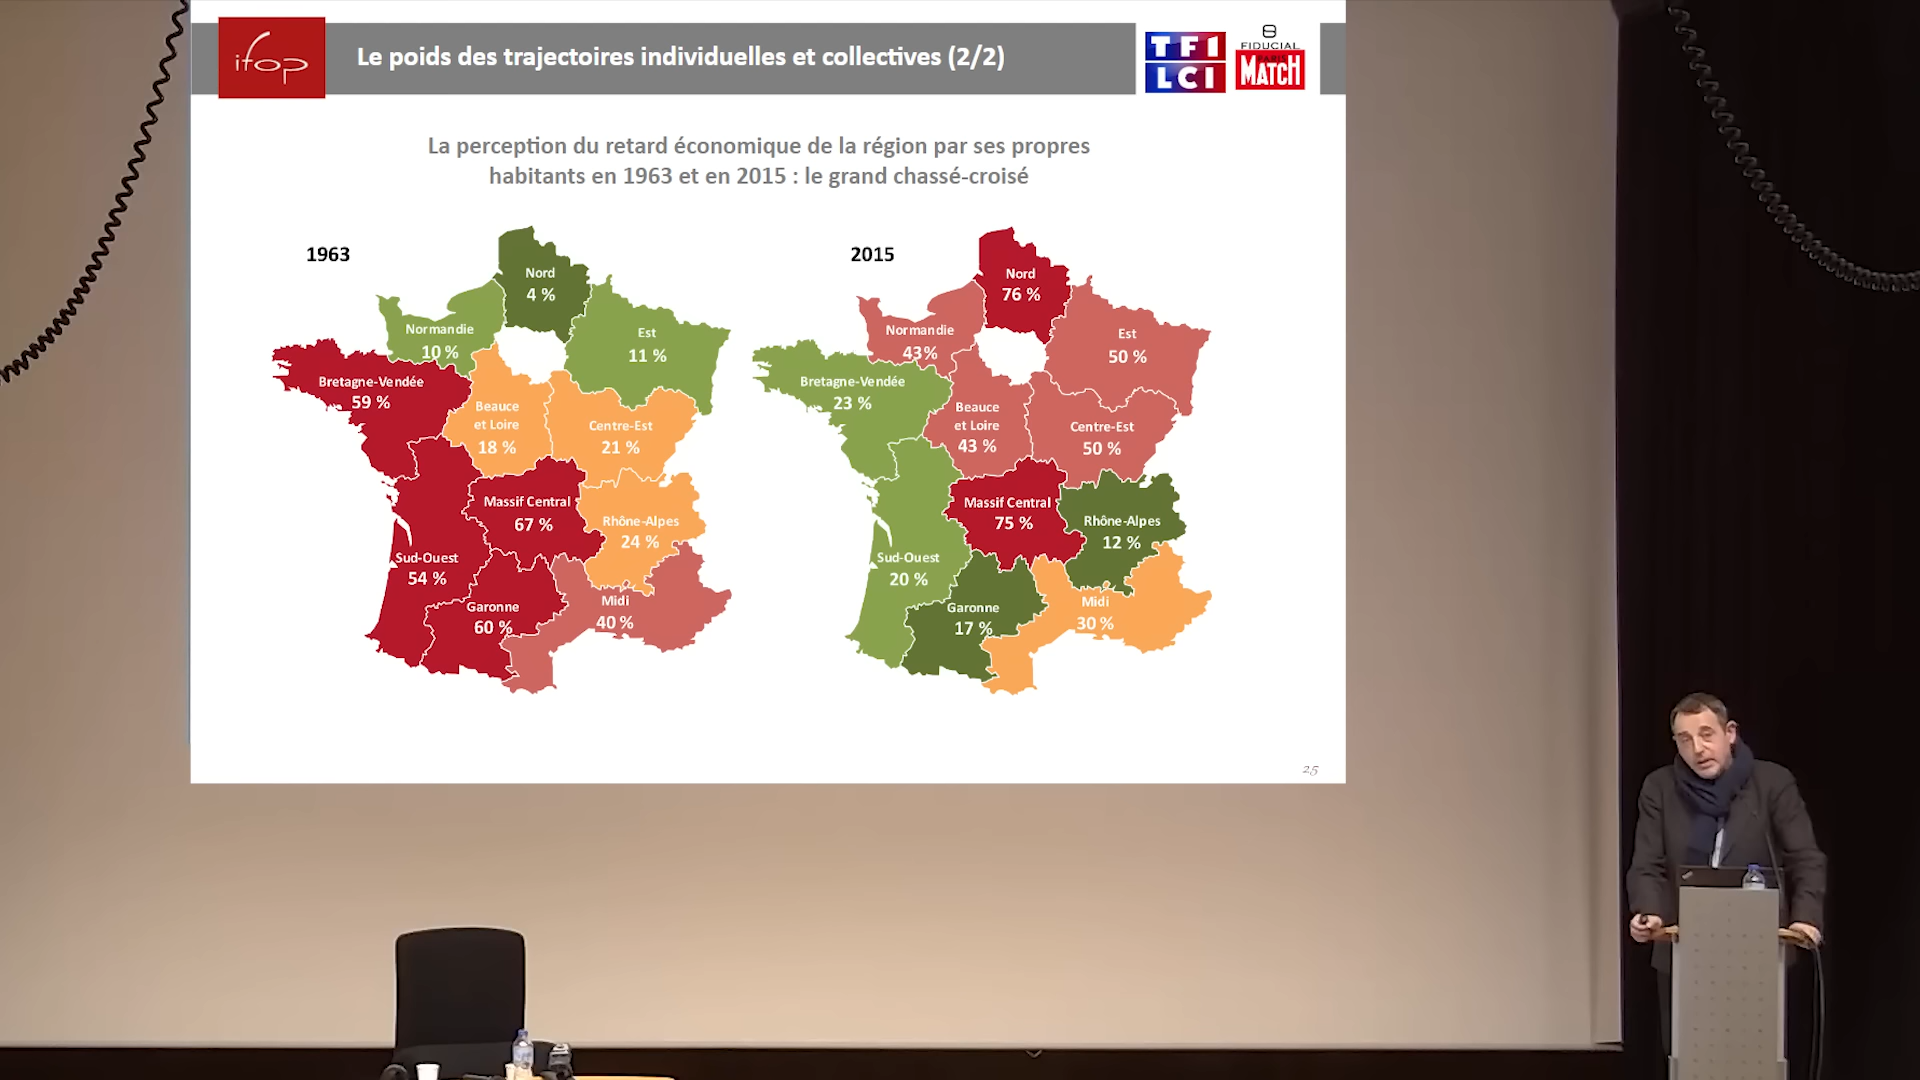 ifop
Le poids des trajectoires individuelles et collectives (2/2)
TF1
LCI
FIDUCIAL
PARIS
MATCH
La perception du retard économique de la région par ses propres
habitants en 1963 et en 2015 : le grand chassé-croisé
1963
Nord
4 %
Normandie
10 %
Est
11 %
Bretagne-Vendée
59 %
Beauce
et Loire
18 %
Centre-Est
21 %
Massif Central
67 %
Rhône-Alpes
24 %
Sud-Ouest
54 %
Garonne
60 %
Midi
40 %
2015
Nord
76 %
Normandie
43%
Est
50 %
Bretagne-Vendée
23 %
Beauce
et Loire
43 %
Centre-Est
50 %
Massif Central
75 %
Rhône-Alpes
12 %
Sud-Ouest
20 %
Garonne
17 %
Midi
30 %
25